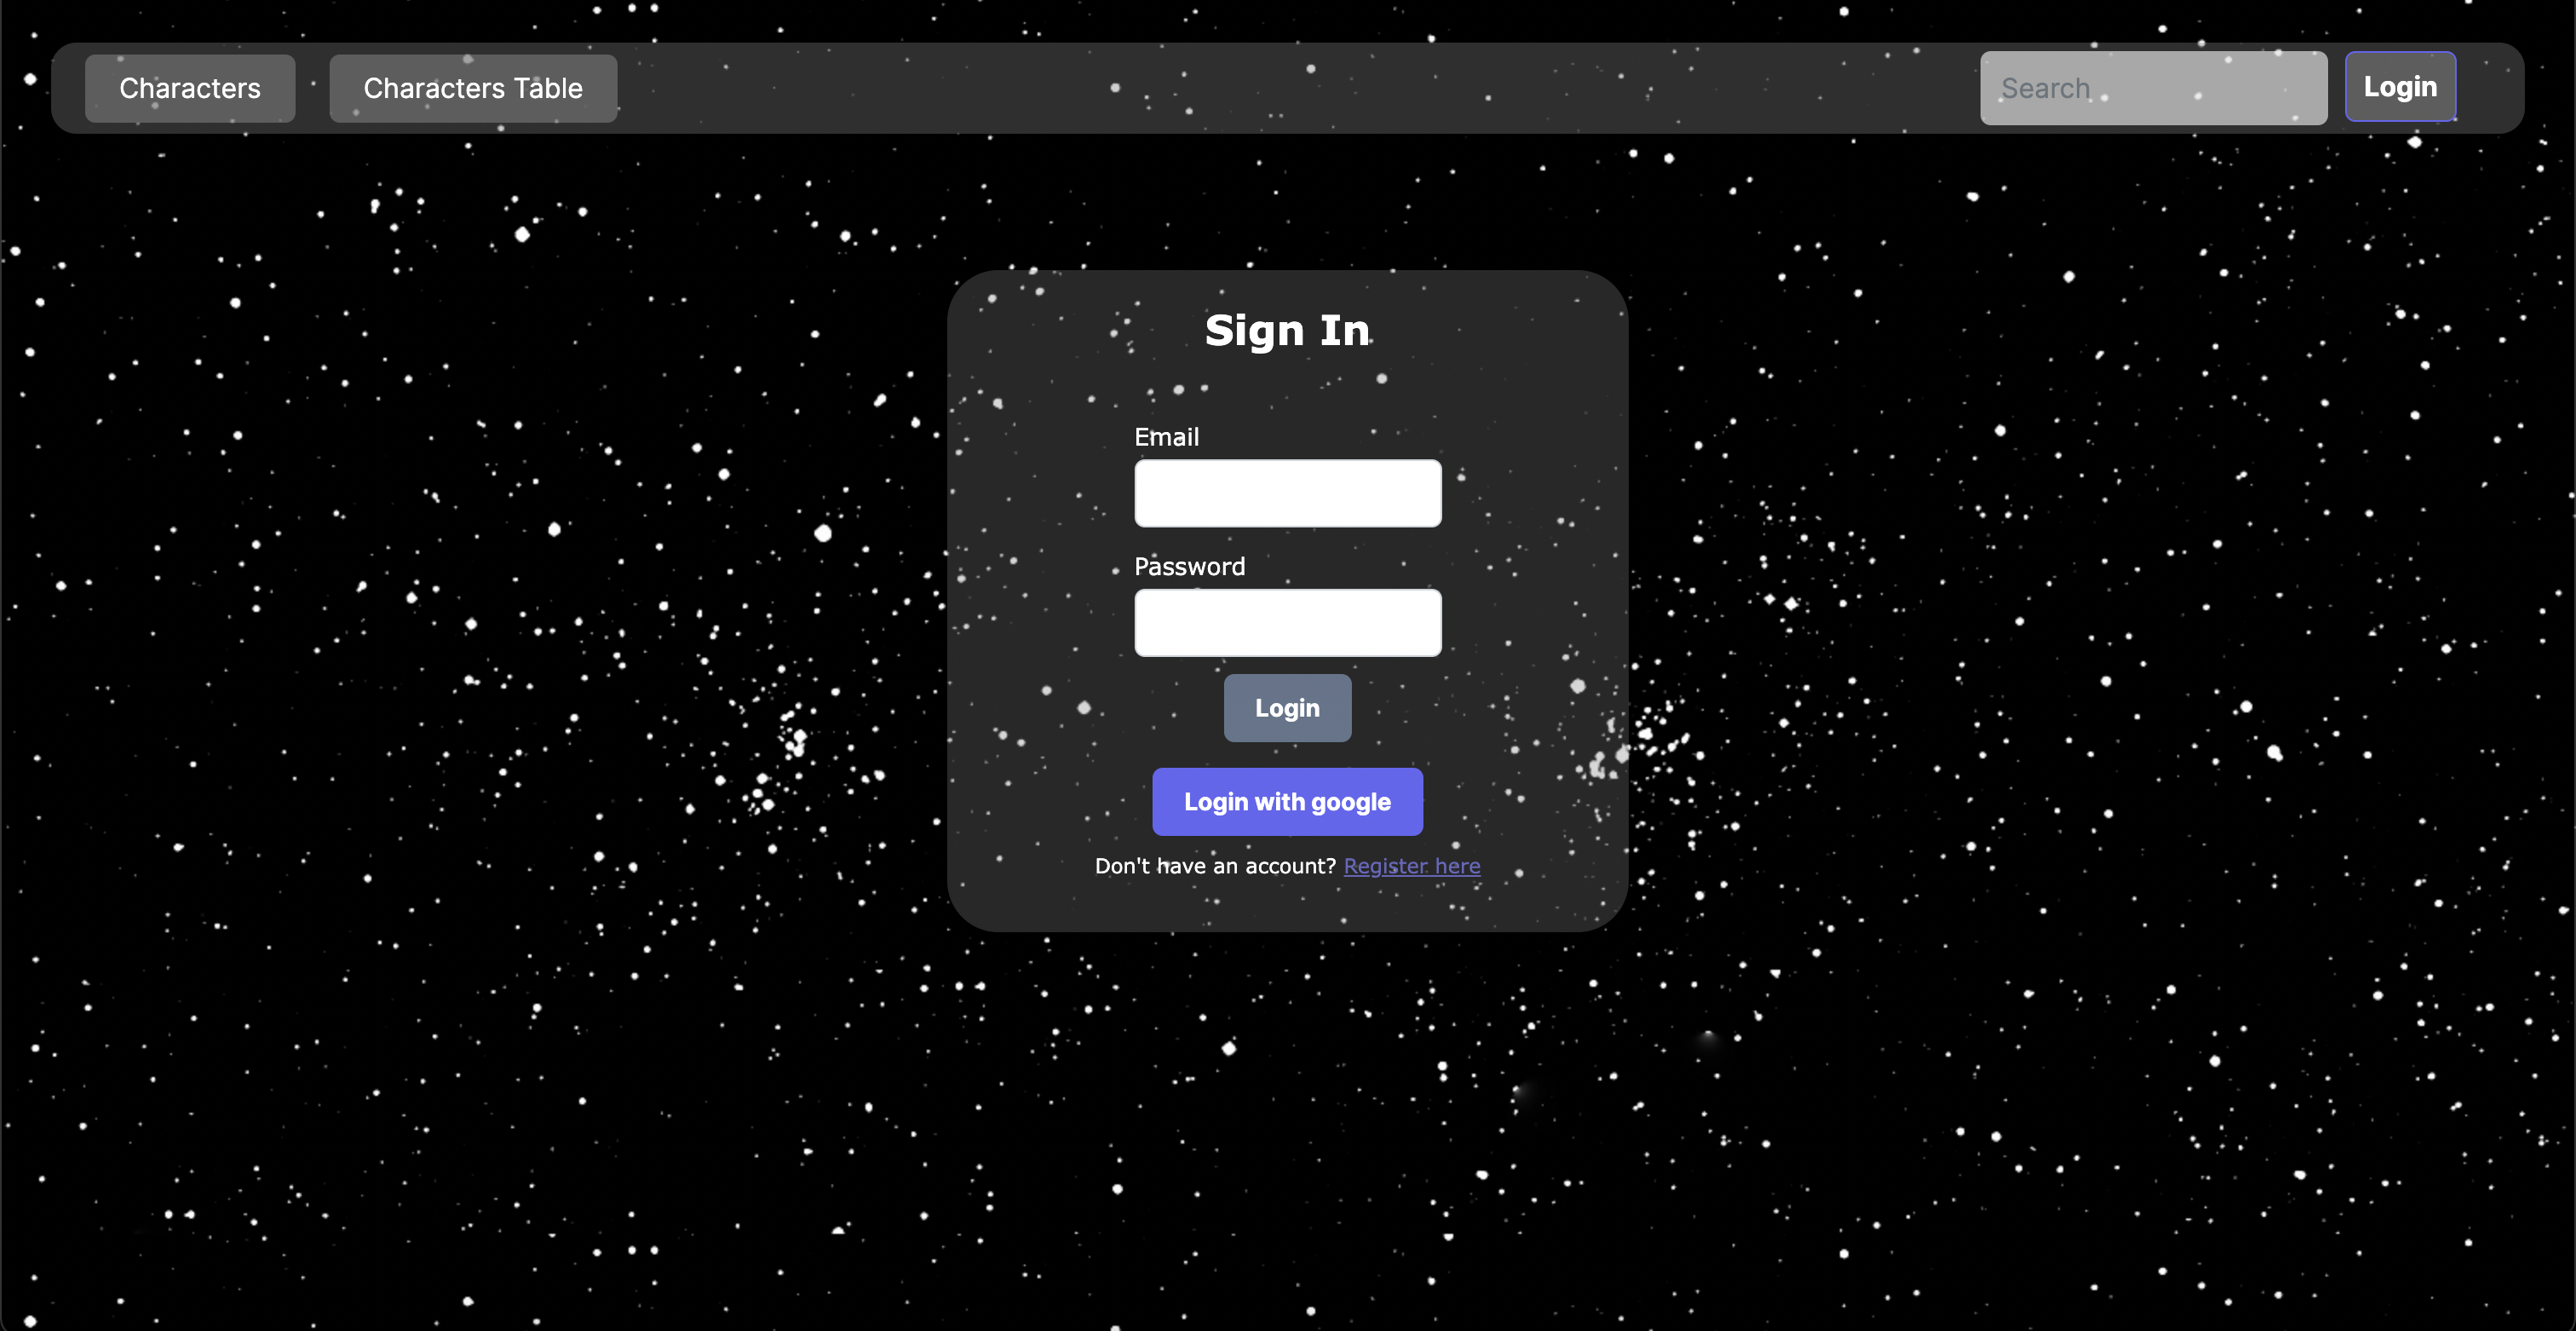 Characters Characters Table Search Login
Sign In
Email
Password
Login
Login with google
Don't have an account? Register here